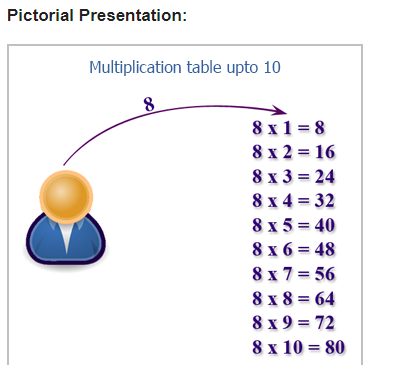 Pictorial Presentation:
Multiplication table upto 10
8
8 x 1 = 8
8 x 2 = 16
8 x 3 = 24
8 x 4 = 32
8 x 5 = 40
8 x 6 = 48
8 x 7 = 56
8 x 8 = 64
8 x 9 = 72
8 x 10 = 80